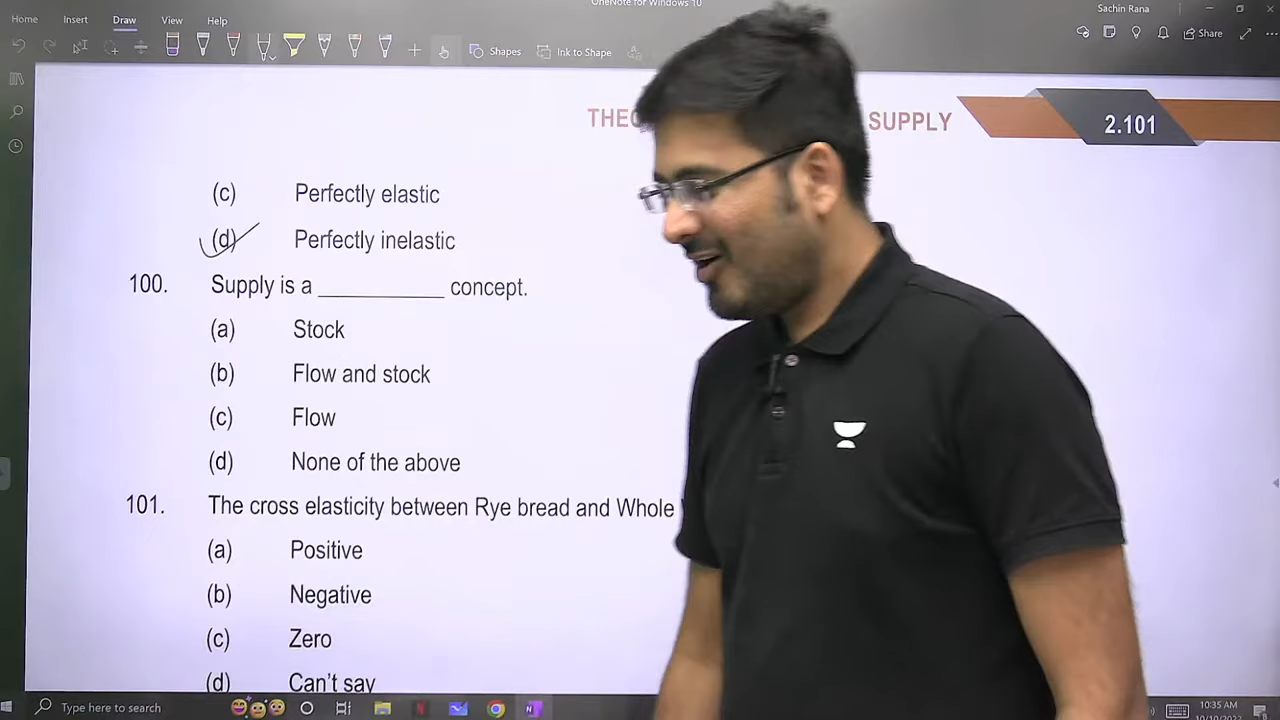 OneNote for Windows 10
Sachin Rana
Home Insert Draw View Help
Shapes Ink to Shape Share
SUPPLY 2.101
(c) Perfectly elastic
(d) Perfectly inelastic
100. Supply is a __________ concept.
(a) Stock
(b) Flow and stock
(c) Flow
(d) None of the above
101. The cross elasticity between Rye bread and Whole
(a) Positive
(b) Negative
(c) Zero
(d) Can't say
Type here to search
10:35 AM